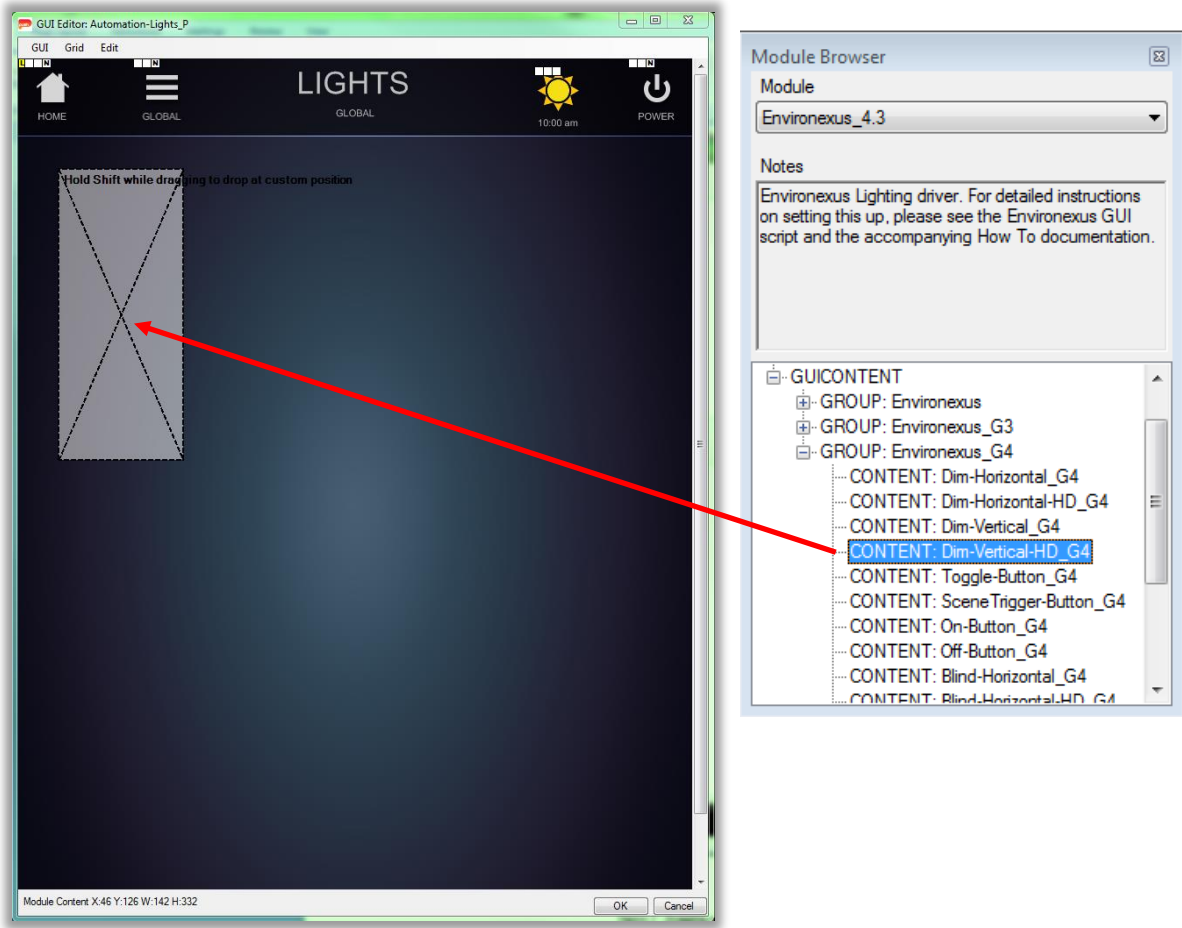 GUI Editor: Automation-Lights_P
GUI Grid Edit
L N
N
N
HOME
GLOBAL
LIGHTS
GLOBAL
10:00 am
POWER
Hold Shift while dragging to drop at custom position
Module Content X:46 Y:126 W:142 H:332
OK
Cancel
Module Browser
Module
Environexus_4.3
Notes
Environexus Lighting driver. For detailed instructions
on setting this up, please see the Environexus GUI
script and the accompanying How To documentation.
GUICONTENT
GROUP: Environexus
GROUP: Environexus_G3
GROUP: Environexus_G4
CONTENT: Dim-Horizontal_G4
CONTENT: Dim-Horizontal-HD_G4
CONTENT: Dim-Vertical_G4
CONTENT: Dim-Vertical-HD_G4
CONTENT: Toggle-Button_G4
CONTENT: SceneTrigger-Button_G4
CONTENT: On-Button_G4
CONTENT: Off-Button_G4
CONTENT: Blind-Horizontal_G4
CONTENT: Blind-Horizontal-HD_G4